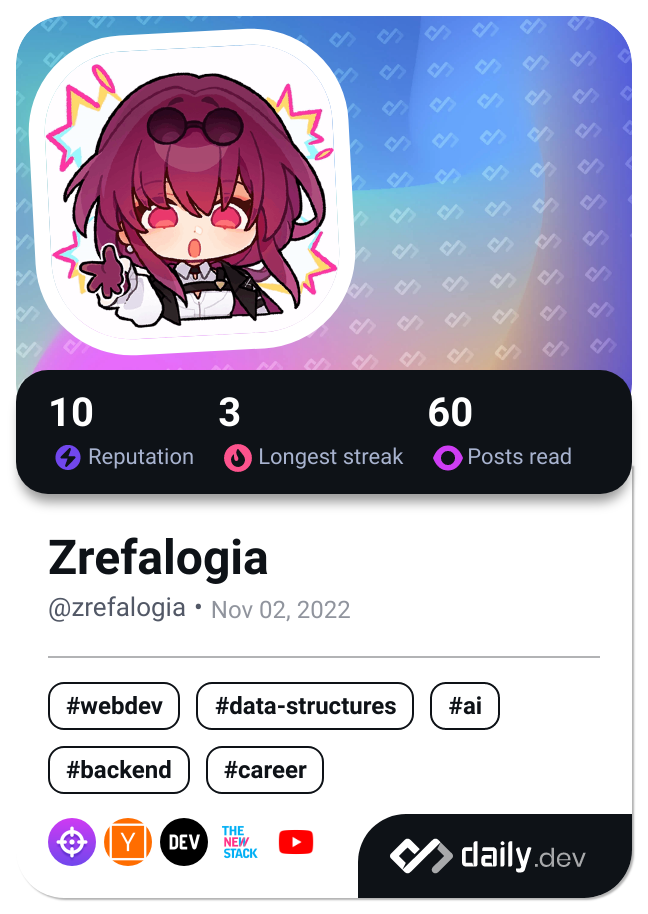 10 3 60
Reputation Longest streak Posts read
Zrefalogia
@zrefalogia • Nov 02, 2022
#webdev #data-structures #ai
#backend #career
Y DEV THE NEW STACK
daily.dev